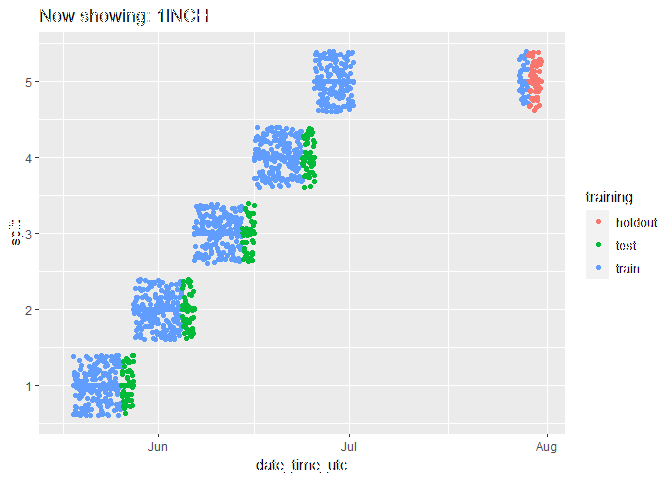 Now showing: 1INCH
split
5
4
3
2
1
Jun
Jul
Aug
date_time_utc
training
holdout
test
train